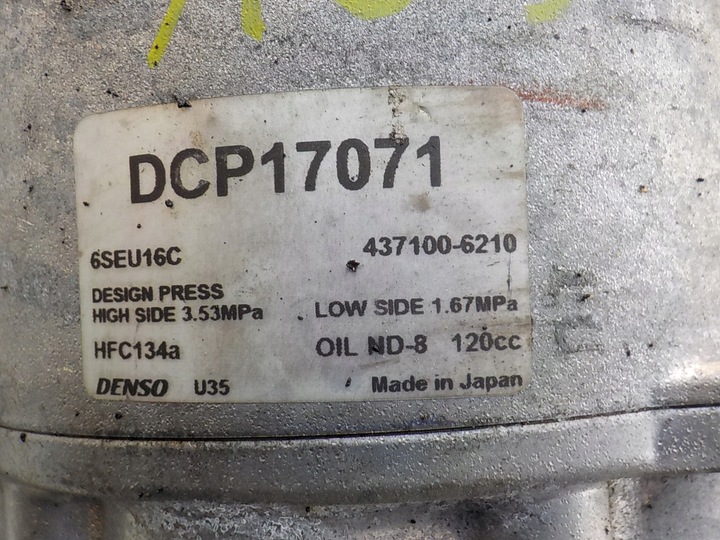 DCP17071
6SEU16C 437100-6210
DESIGN PRESS
HIGH SIDE 3.53MPa LOW SIDE 1.67MPa
HFC134a OIL ND-8 120cc
DENSO U35 Made in Japan